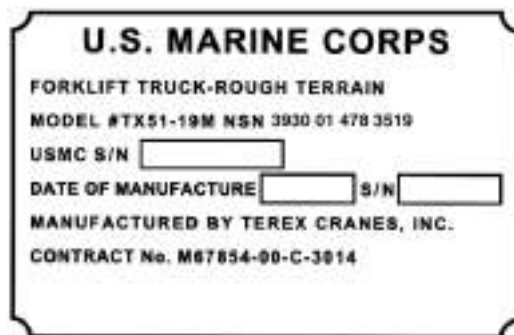 U.S. MARINE CORPS
FORKLIFT TRUCK-ROUGH TERRAIN
MODEL #TX51-19M NSN 3930 01 478 3519
USMC S/N
DATE OF MANUFACTURE S/N
MANUFACTURED BY TEREX CRANES, INC.
CONTRACT No. M67854-00-C-3014